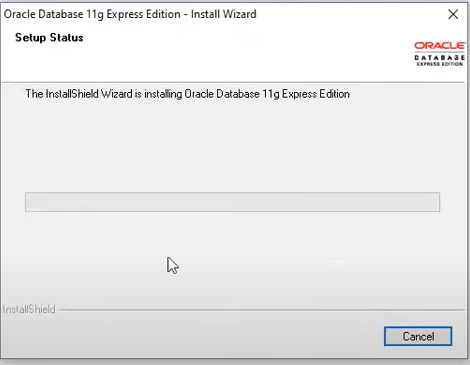 Oracle Database 11g Express Edition - Install Wizard
Setup Status
ORACLE
DATABASE
EXPRESS EDITION
The InstallShield Wizard is installing Oracle Database 11g Express Edition
InstallShield
Cancel